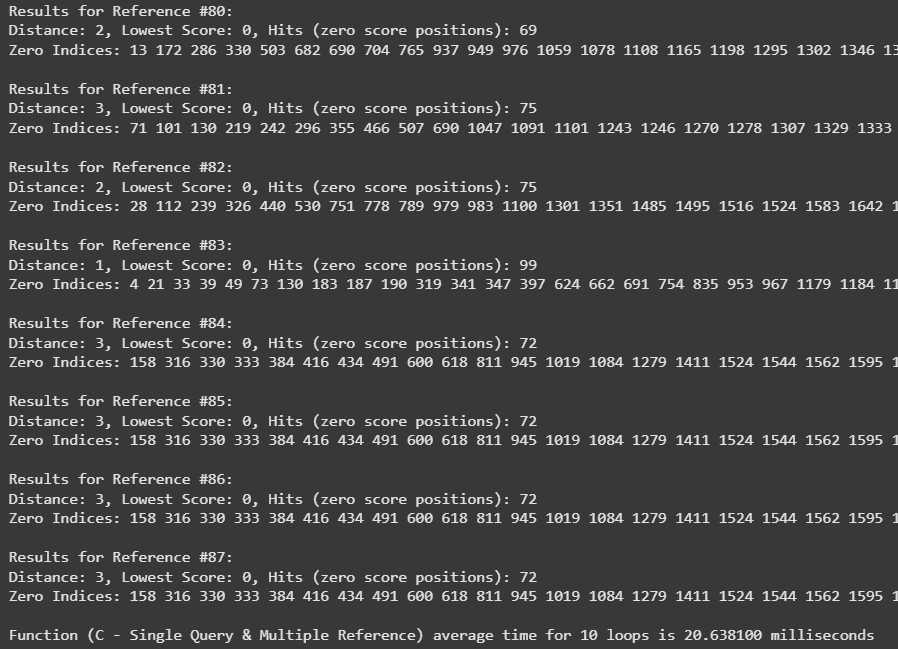 Results for Reference #80:
Distance: 2, Lowest Score: 0, Hits (zero score positions): 69
Zero Indices: 13 172 286 330 503 682 690 704 765 937 949 976 1059 1078 1108 1165 1198 1295 1302 1346 13
Results for Reference #81:
Distance: 3, Lowest Score: 0, Hits (zero score positions): 75
Zero Indices: 71 101 130 219 242 296 355 466 507 690 1047 1091 1101 1243 1246 1270 1278 1307 1329 1333
Results for Reference #82:
Distance: 2, Lowest Score: 0, Hits (zero score positions): 75
Zero Indices: 28 112 239 326 440 530 751 778 789 979 983 1100 1301 1351 1485 1495 1516 1524 1583 1642 1
Results for Reference #83:
Distance: 1, Lowest Score: 0, Hits (zero score positions): 99
Zero Indices: 4 21 33 39 49 73 130 183 187 190 319 341 347 397 624 662 691 754 835 953 967 1179 1184 11
Results for Reference #84:
Distance: 3, Lowest Score: 0, Hits (zero score positions): 72
Zero Indices: 158 316 330 333 384 416 434 491 600 618 811 945 1019 1084 1279 1411 1524 1544 1562 1595 1
Results for Reference #85:
Distance: 3, Lowest Score: 0, Hits (zero score positions): 72
Zero Indices: 158 316 330 333 384 416 434 491 600 618 811 945 1019 1084 1279 1411 1524 1544 1562 1595 1
Results for Reference #86:
Distance: 3, Lowest Score: 0, Hits (zero score positions): 72
Zero Indices: 158 316 330 333 384 416 434 491 600 618 811 945 1019 1084 1279 1411 1524 1544 1562 1595 1
Results for Reference #87:
Distance: 3, Lowest Score: 0, Hits (zero score positions): 72
Zero Indices: 158 316 330 333 384 416 434 491 600 618 811 945 1019 1084 1279 1411 1524 1544 1562 1595 1
Function (C - Single Query & Multiple Reference) average time for 10 loops is 20.638100 milliseconds